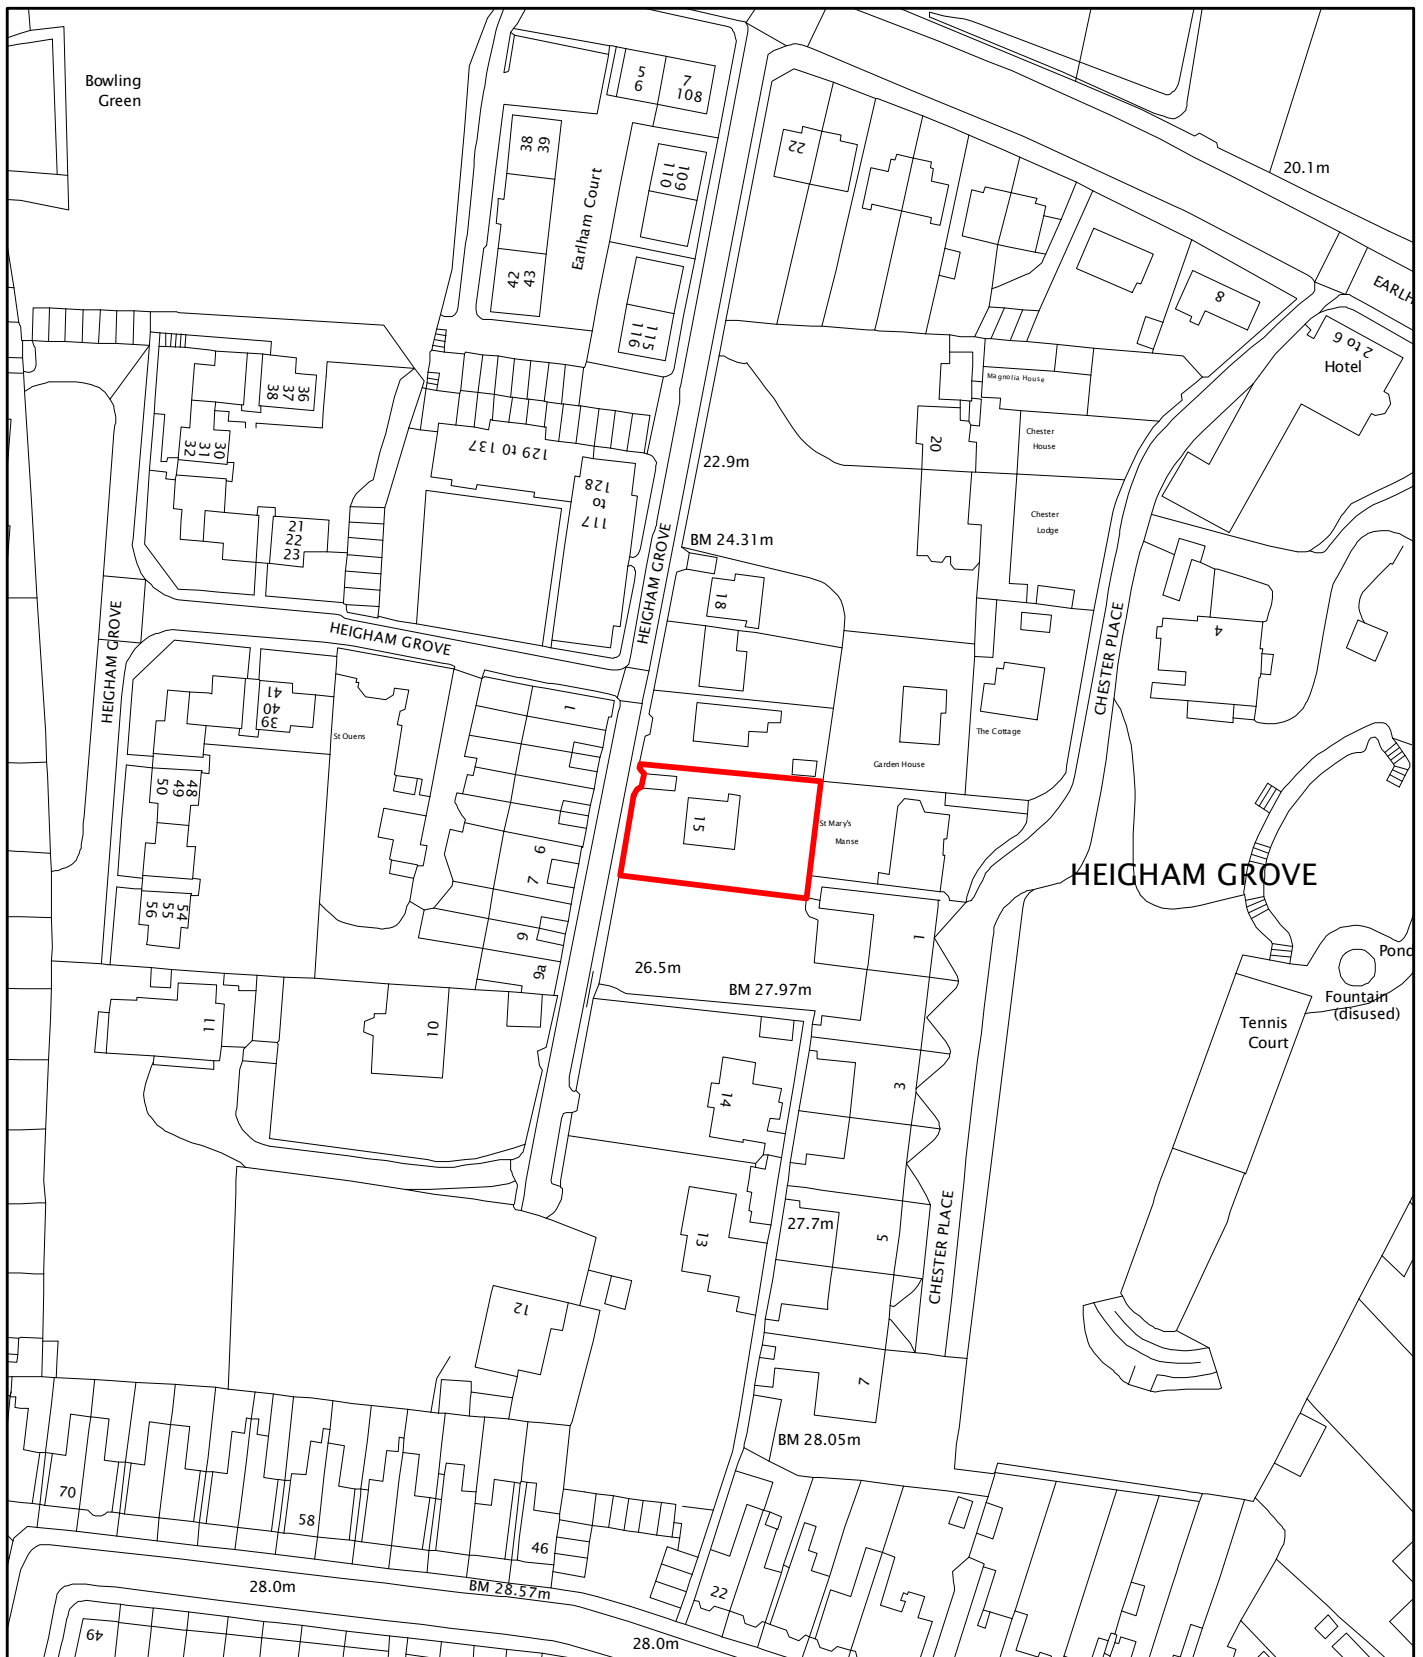 Bowling
Green
5
6
7
108
38
39
109
110
22
20.1m
Earlham Court
42
43
115
116
8
EARLH
2 to 6
Hotel
Magnolia House
36
37
38
30
31
32
129 to 137
128
to
117
20
Chester
House
22.9m
Chester
Lodge
21
22
23
BM 24.31m
HEIGHAM GROVE
18
HEIGHAM GROVE
HEIGHAM GROVE
CHESTER PLACE
4
41
40
39
1
St Ouens
The Cottage
Garden House
48
49
50
15
St Mary's
Manse
6
7
HEIGHAM GROVE
54
55
56
9
9a
1
26.5m
BM 27.97m
Pond
Fountain
(disused)
Tennis
Court
11
10
14
3
13
27.7m
5
CHESTER PLACE
12
7
BM 28.05m
70
58
46
28.0m
BM 28.57m
22
49
28.0m